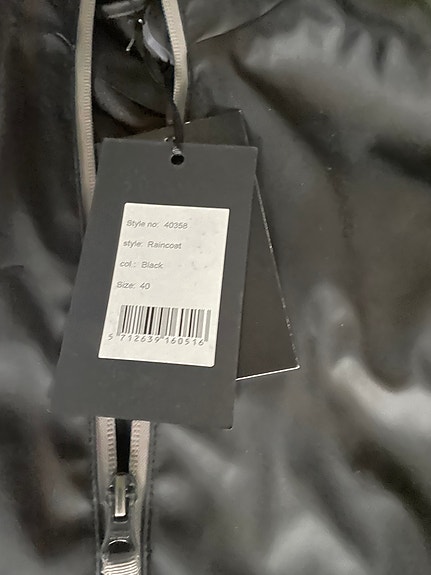 Style no: 40358
style: Raincoat
col.: Black
Size: 40
5 712639 160516